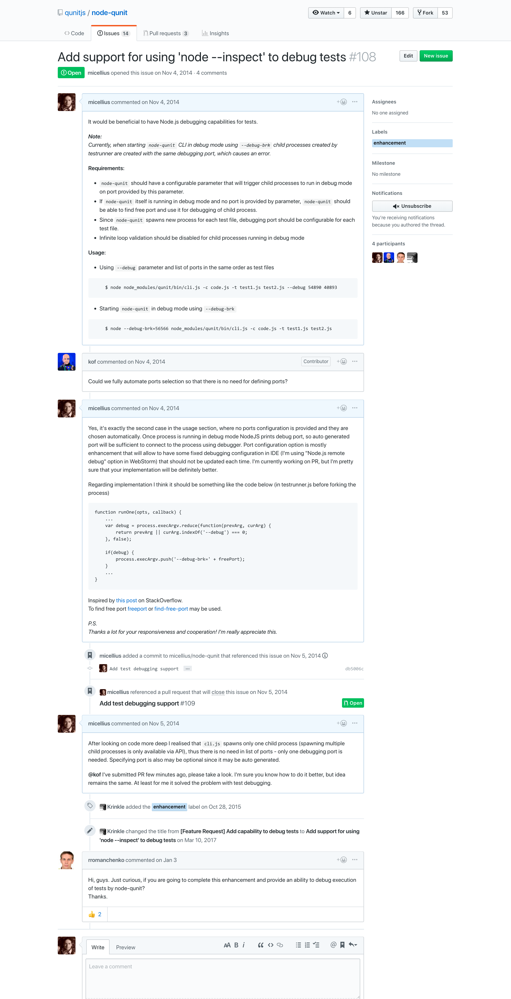 qunitjs / node-qunit
Watch 6
Unstar 166
Fork 53
Code
Issues 14
Pull requests 3
Insights
Add support for using 'node --inspect' to debug tests #108
Edit
New issue
Open
micellius opened this issue on Nov 4, 2014 · 4 comments
micellius commented on Nov 4, 2014
It would be beneficial to have Node.js debugging capabilities for tests.
Note:
Currently, when starting node-qunit CLI in debug mode using --debug-brk child processes created by
testrunner are created with the same debugging port, which causes an error.
Requirements:
• node-qunit should have a configurable parameter that will trigger child processes to run in debug mode
on port provided by this parameter.
• If node-qunit itself is running in debug mode and no port is provided by parameter, node-qunit should
be able to find free port and use it for debugging of child process.
• Since node-qunit spawns new process for each test file, debugging port should be configurable for each
test file.
• Infinite loop validation should be disabled for child processes running in debug mode
Usage:
• Using --debug parameter and list of ports in the same order as test files
$ node node_modules/qunit/bin/cli.js -c code.js -t test1.js test2.js --debug 54890 40893
• Starting node-qunit in debug mode using --debug-brk
$ node --debug-brk=56566 node_modules/qunit/bin/cli.js -c code.js -t test1.js test2.js
Assignees
No one assigned
Labels
enhancement
Milestone
No milestone
Notifications
Unsubscribe
You're receiving notifications
because you authored the thread.
4 participants
kof commented on Nov 4, 2014
Contributor
Could we fully automate ports selection so that there is no need for defining ports?
micellius commented on Nov 4, 2014
Yes, it's exactly the second case in the usage section, where no ports configuration is provided and they are
chosen automatically. Once process is running in debug mode NodeJS prints debug port, so auto generated
port will be sufficient to connect to the process using debugger. Port configuration option is mostly
enhancement that will allow to have some fixed debugging configuration in IDE (I'm using "Node.js remote
debug" option in WebStorm) that should not be updated each time. I'm currently working on PR, but I'm pretty
sure that your implementation will be definitely better.
Regarding implementation I think it should be something like the code below (in testrunner.js before forking the
process)
function runOne(opts, callback) {
...
var debug = process.execArgv.reduce(function(prevArg, curArg) {
return prevArg || curArg.indexOf('--debug') === 0;
}, false);
if(debug) {
process.execArgv.push('--debug-brk=' + freePort);
}
...
}
Inspired by this post on StackOverflow.
To find free port freeport or find-free-port may be used.
P.S.
Thanks a lot for your responsiveness and cooperation! I'm really appreciate this.
micellius added a commit to micellius/node-qunit that referenced this issue on Nov 5, 2014
Add test debugging support ... db5006c
micellius referenced a pull request that will close this issue on Nov 5, 2014
Add test debugging support #109
Open
micellius commented on Nov 5, 2014
After looking on code more deep I realised that cli.js spawns only one child process (spawning multiple
child processes is only available via API), thus there is no need in list of ports - only one debugging port is
needed. Specifying port is also may be optional since it may be auto generated.
@kof I've submitted PR few minutes ago, please take a look. I'm sure you know how to do it better, but idea
remains the same. At least for me it solved the problem with test debugging.
Krinkle added the enhancement label on Oct 28, 2015
Krinkle changed the title from [Feature Request] Add capability to debug tests to Add support for using
'node --inspect' to debug tests on Mar 10, 2017
rromanchenko commented on Jan 3
Hi, guys. Just curious, if you are going to complete this enhancement and provide an ability to debug execution
of tests by node-qunit?
Thanks.
👍 2
Write
Preview
AA B i
Leave a comment